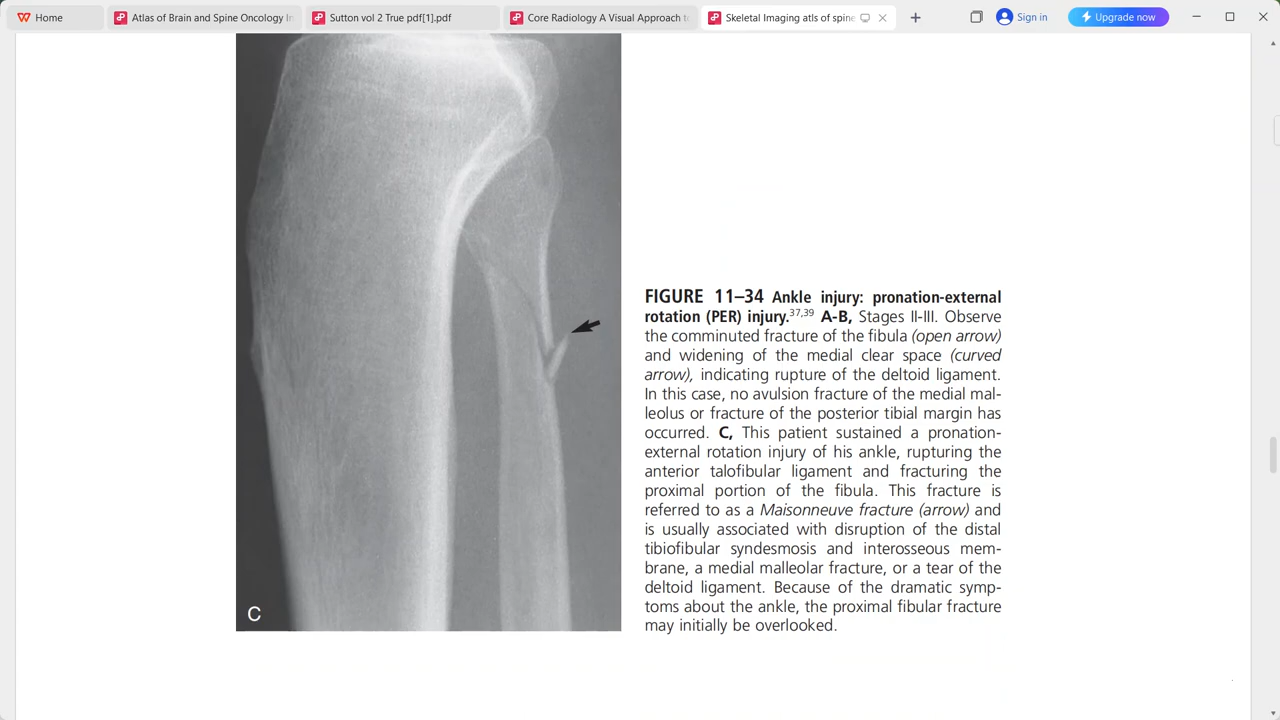 Home
Atlas of Brain and Spine Oncology In
Sutton vol 2 True pdf[1].pdf
Core Radiology A Visual Approach to
Skeletal Imaging atls of spine
Sign in
Upgrade now
C
FIGURE 11–34 Ankle injury: pronation-external
rotation (PER) injury.37,39 A-B, Stages II-III. Observe
the comminuted fracture of the fibula (open arrow)
and widening of the medial clear space (curved
arrow), indicating rupture of the deltoid ligament.
In this case, no avulsion fracture of the medial mal-
leolus or fracture of the posterior tibial margin has
occurred. C, This patient sustained a pronation-
external rotation injury of his ankle, rupturing the
anterior talofibular ligament and fracturing the
proximal portion of the fibula. This fracture is
referred to as a Maisonneuve fracture (arrow) and
is usually associated with disruption of the distal
tibiofibular syndesmosis and interosseous mem-
brane, a medial malleolar fracture, or a tear of the
deltoid ligament. Because of the dramatic symp-
toms about the ankle, the proximal fibular fracture
may initially be overlooked.